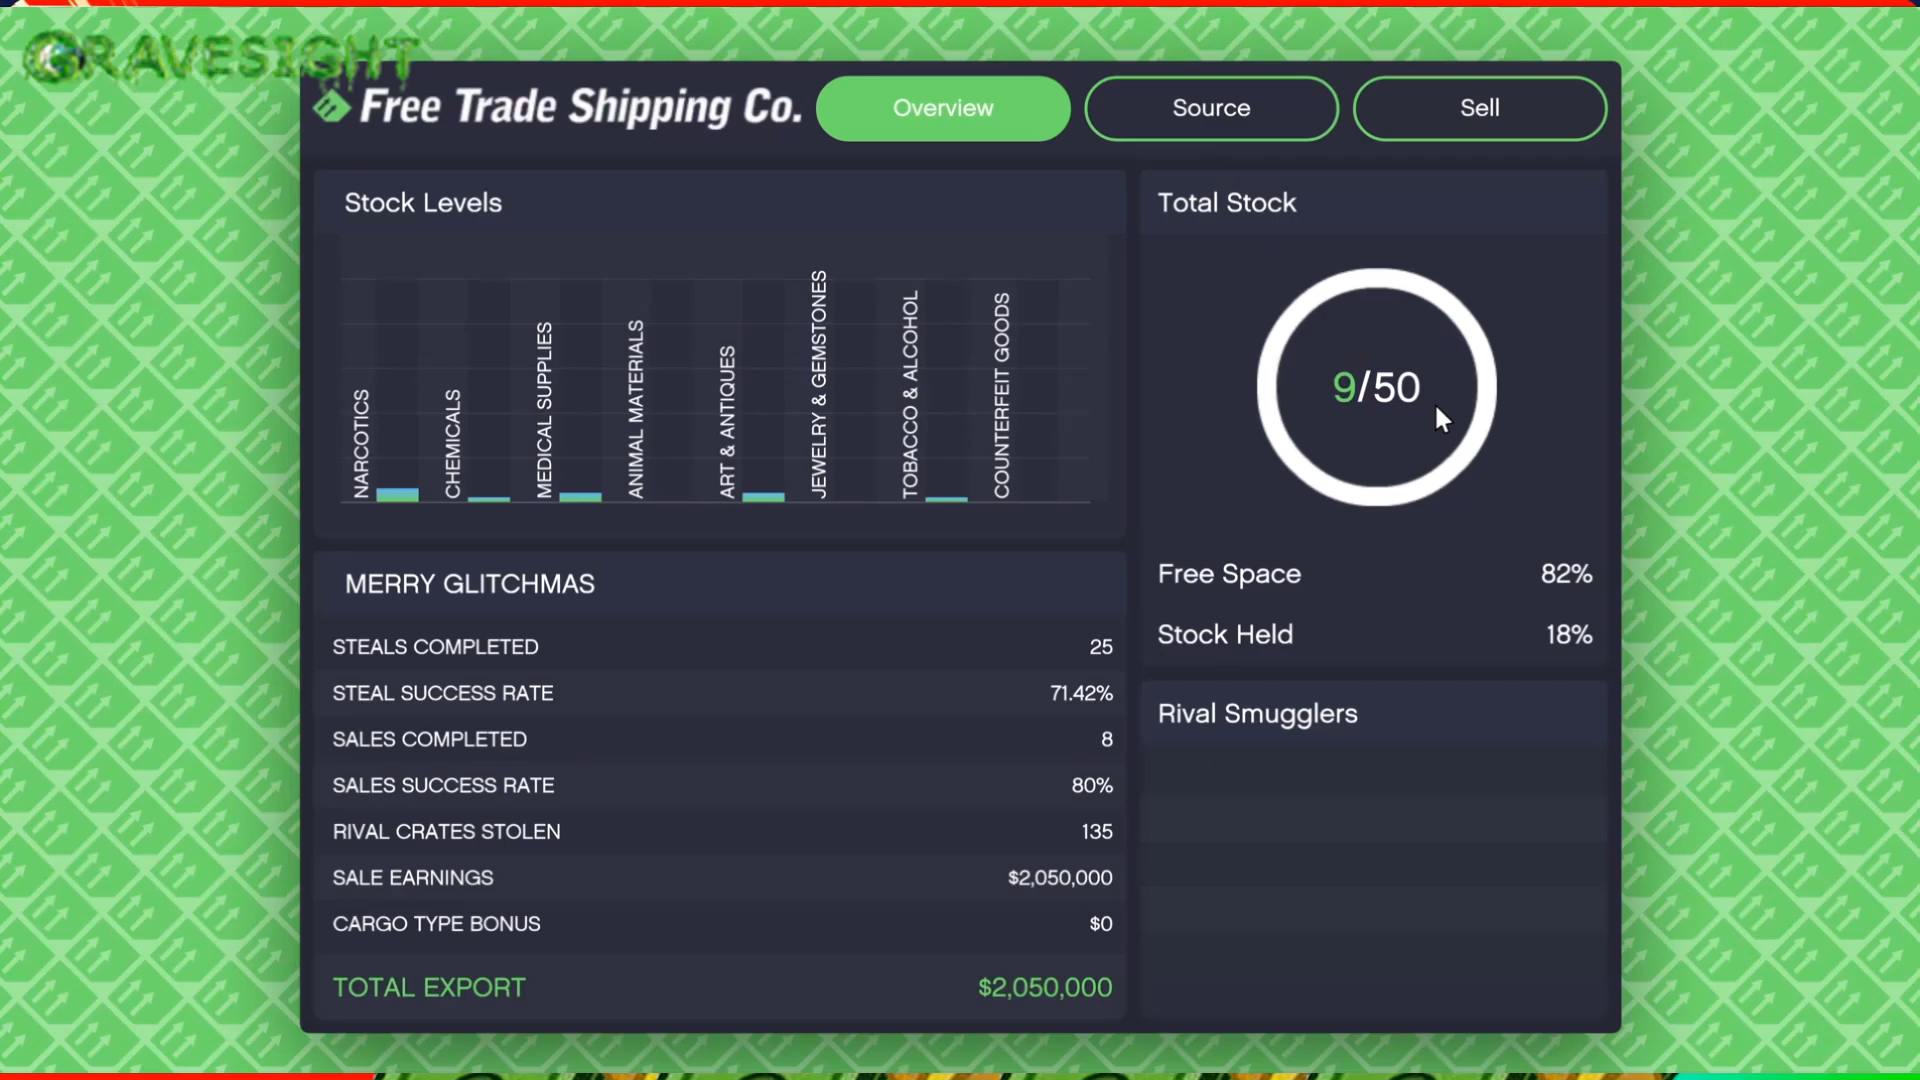 GRAVESIGHT
Free Trade Shipping Co.
Overview
Source
Sell
Stock Levels
NARCOTICS
CHEMICALS
MEDICAL SUPPLIES
ANIMAL MATERIALS
ART & ANTIQUES
JEWELRY & GEMSTONES
TOBACCO & ALCOHOL
COUNTERFEIT GOODS
Total Stock
9/50
Free Space 82%
Stock Held 18%
MERRY GLITCHMAS
STEALS COMPLETED 25
STEAL SUCCESS RATE 71.42%
SALES COMPLETED 8
SALES SUCCESS RATE 80%
RIVAL CRATES STOLEN 135
SALE EARNINGS $2,050,000
CARGO TYPE BONUS $0
TOTAL EXPORT $2,050,000
Rival Smugglers